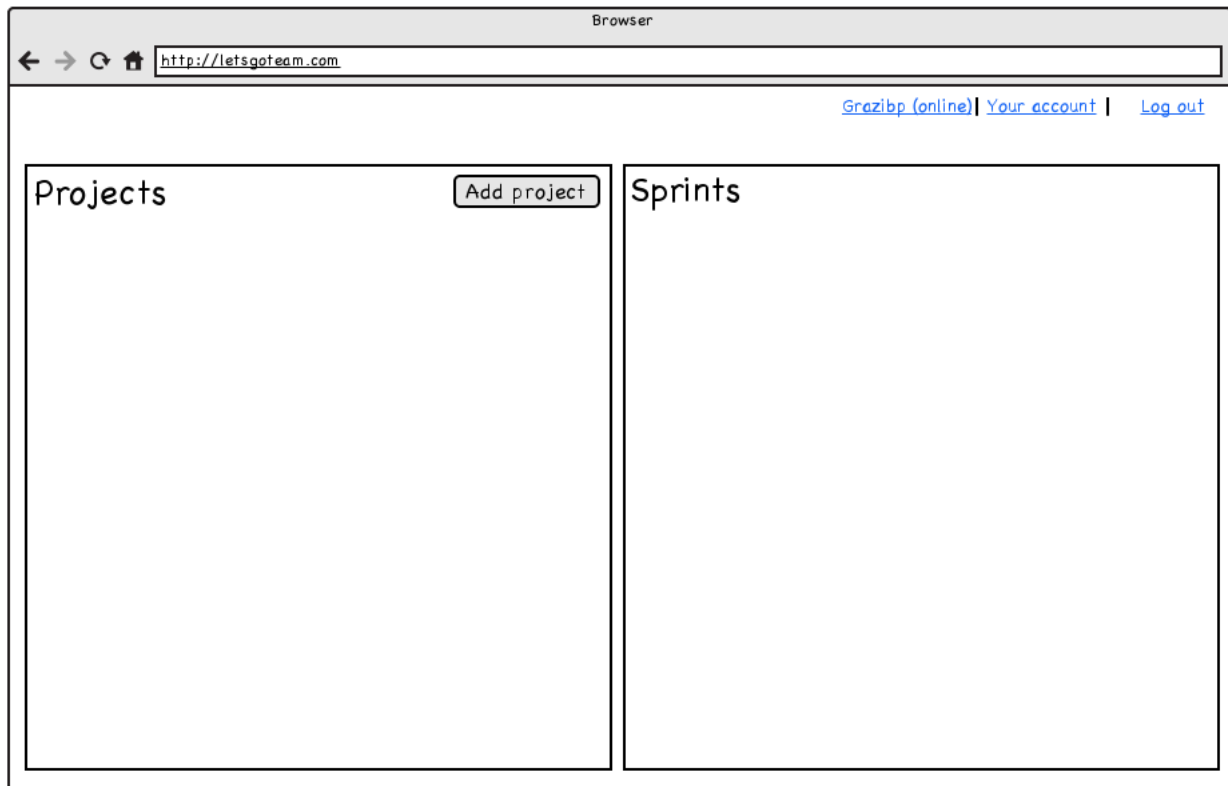 Browser
http://letsgoteam.com
Grazibp (online) | Your account | Log out
Projects
Add project
Sprints